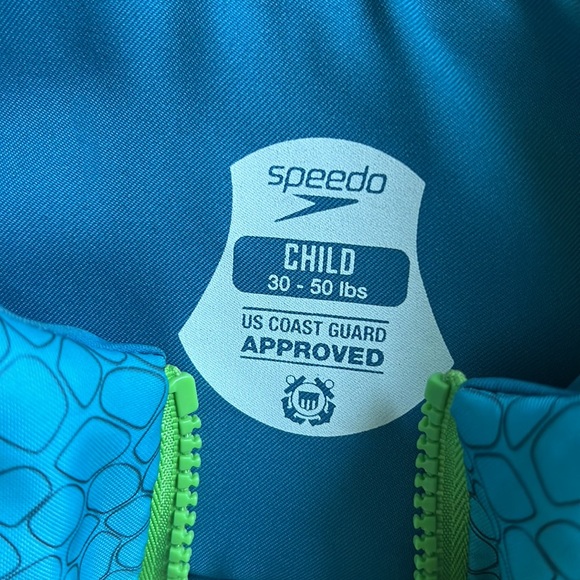 speedo
CHILD
30 - 50 lbs
US COAST GUARD
APPROVED